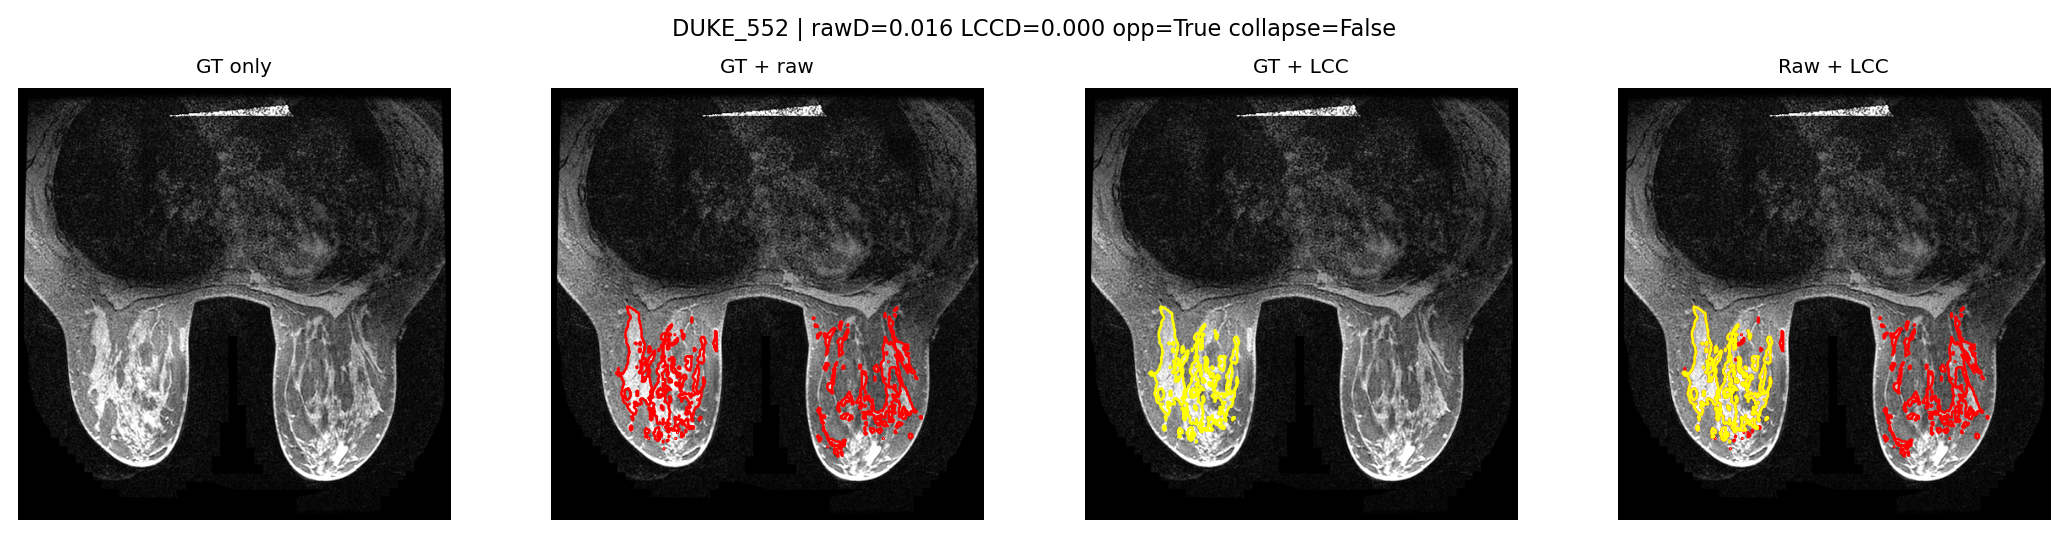 DUKE_552 | rawD=0.016 LCCD=0.000 opp=True collapse=False
GT only
GT + raw
GT + LCC
Raw + LCC